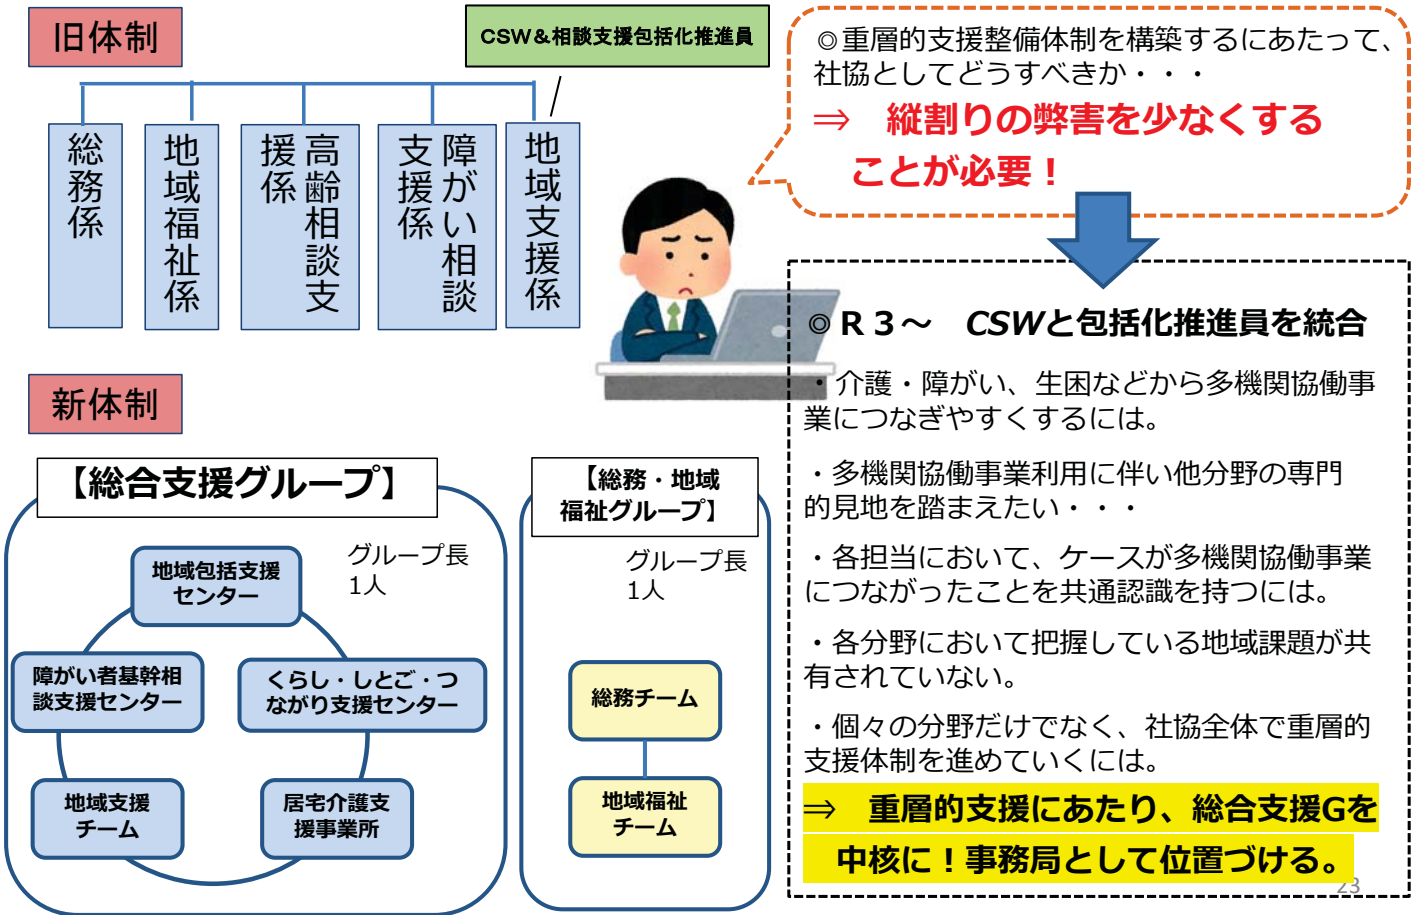 旧体制
CSW&相談支援包括化推進員
総務係
地域福祉係
高齢相談支
援係
障がい相談
支援係
地域支援係
◎重層的支援整備体制を構築するにあたって、
社協としてどうすべきか・・・
⇒ 縦割りの弊害を少なくする
ことが必要！
◎R3～ CSWと包括化推進員を統合
・介護・障がい、生困などから多機関協働事
業につなぎやすくするには。
・多機関協働事業利用に伴い他分野の専門
的見地を踏まえたい・・・
・各担当において、ケースが多機関協働事業
につながったことを共通認識を持つには。
・各分野において把握している地域課題が共
有されていない。
・個々の分野だけでなく、社協全体で重層的
支援体制を進めていくには。
⇒ 重層的支援にあたり、総合支援Gを
中核に！事務局として位置づける。
新体制
【総合支援グループ】
グループ長
1人
地域包括支援
センター
障がい者基幹相
談支援センター
くらし・しとご・つ
ながり支援センター
地域支援
チーム
居宅介護支
援事業所
【総務・地域
福祉グループ】
グループ長
1人
総務チーム
地域福祉
チーム
23